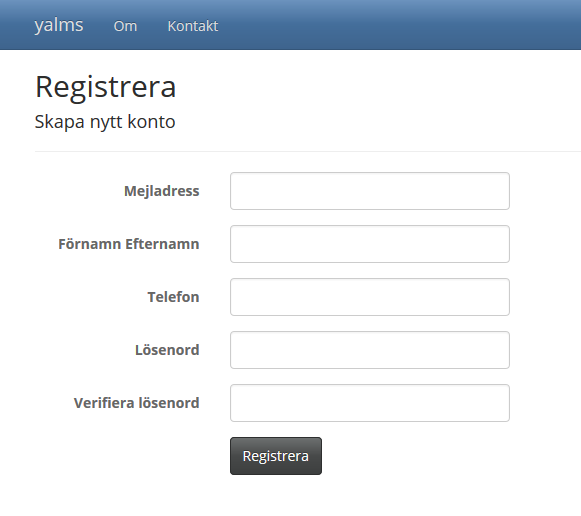 yalms Om Kontakt
Registrera
Skapa nytt konto
Mejladress
Förnamn Efternamn
Telefon
Lösenord
Verifiera lösenord
Registrera